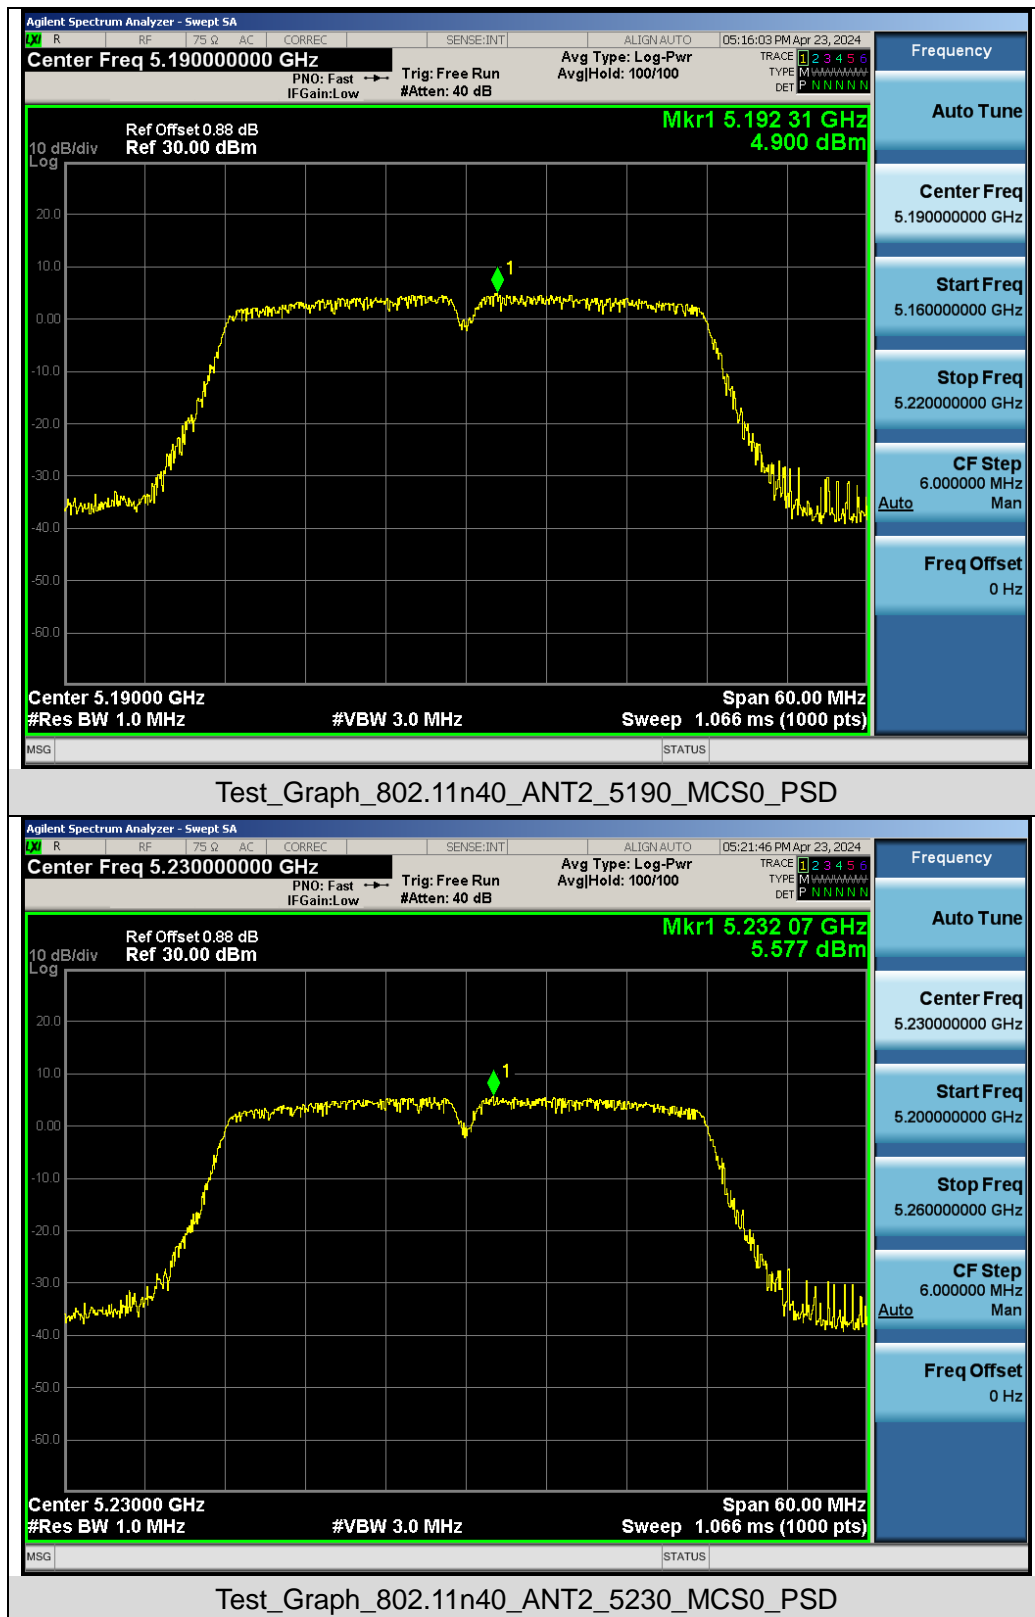 Agilent Spectrum Analyzer - Swept SA
LXI R RF 75 Ω AC CORREC SENSE:INT ALIGN AUTO 05:16:03 PM Apr 23, 2024
Center Freq 5.190000000 GHz
PNO: Fast
IFGain:Low
Trig: Free Run
#Atten: 40 dB
Avg Type: Log-Pwr
Avg|Hold: 100/100
TRACE 1 2 3 4 5 6
TYPE M WWWWW
DET P N N N N N
Frequency
Auto Tune
Center Freq
5.190000000 GHz
Start Freq
5.160000000 GHz
Stop Freq
5.220000000 GHz
CF Step
6.000000 MHz
Auto Man
Freq Offset
0 Hz
Mkr1 5.192 31 GHz
4.900 dBm
Ref Offset 0.88 dB
10 dB/div Ref 30.00 dBm
Log
20.0
10.0
0.00
-10.0
-20.0
-30.0
-40.0
-50.0
-60.0
1
Center 5.19000 GHz Span 60.00 MHz
#Res BW 1.0 MHz #VBW 3.0 MHz Sweep 1.066 ms (1000 pts)
MSG STATUS
Test_Graph_802.11n40_ANT2_5190_MCS0_PSD
Agilent Spectrum Analyzer - Swept SA
LXI R RF 75 Ω AC CORREC SENSE:INT ALIGN AUTO 05:21:46 PM Apr 23, 2024
Center Freq 5.230000000 GHz
PNO: Fast
IFGain:Low
Trig: Free Run
#Atten: 40 dB
Avg Type: Log-Pwr
Avg|Hold: 100/100
TRACE 1 2 3 4 5 6
TYPE M WWWWW
DET P N N N N N
Frequency
Auto Tune
Center Freq
5.230000000 GHz
Start Freq
5.200000000 GHz
Stop Freq
5.260000000 GHz
CF Step
6.000000 MHz
Auto Man
Freq Offset
0 Hz
Mkr1 5.232 07 GHz
5.577 dBm
Ref Offset 0.88 dB
10 dB/div Ref 30.00 dBm
Log
20.0
10.0
0.00
-10.0
-20.0
-30.0
-40.0
-50.0
-60.0
1
Center 5.23000 GHz Span 60.00 MHz
#Res BW 1.0 MHz #VBW 3.0 MHz Sweep 1.066 ms (1000 pts)
MSG STATUS
Test_Graph_802.11n40_ANT2_5230_MCS0_PSD